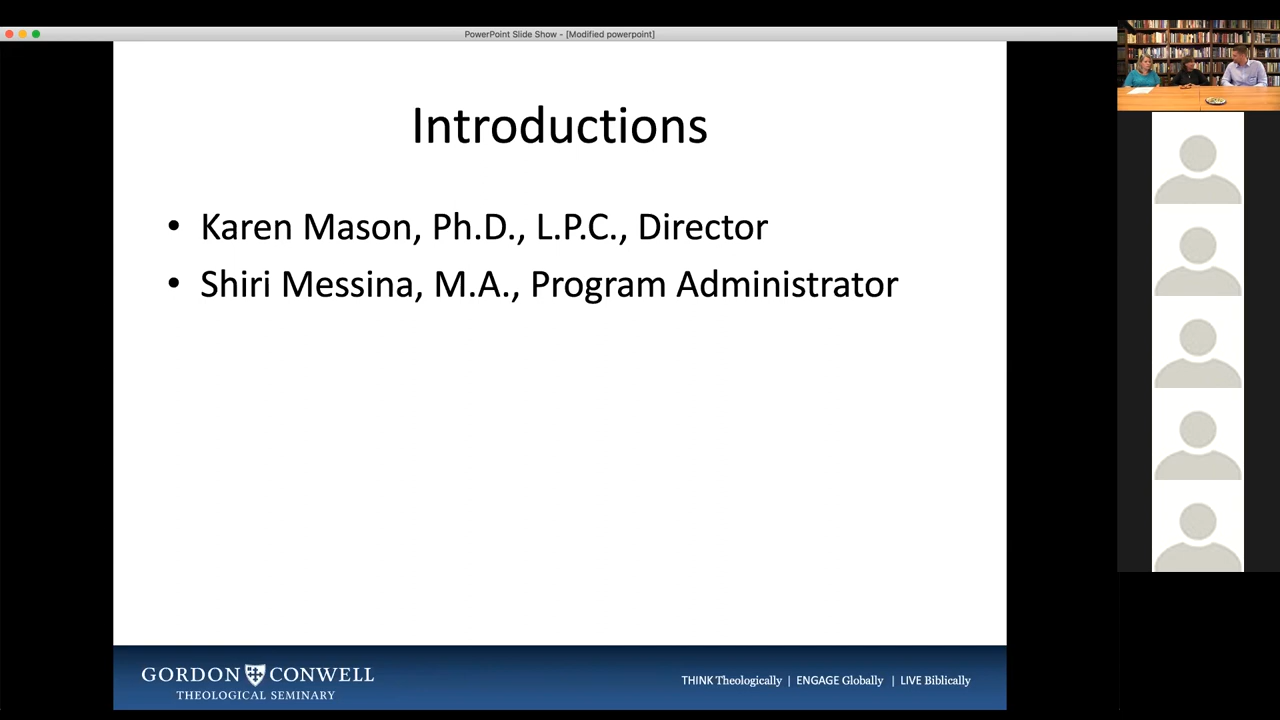 PowerPoint Slide Show - [Modified powerpoint]
Introductions
• Karen Mason, Ph.D., L.P.C., Director
• Shiri Messina, M.A., Program Administrator
GORDON CONWELL
THEOLOGICAL SEMINARY
THINK Theologically | ENGAGE Globally | LIVE Biblically